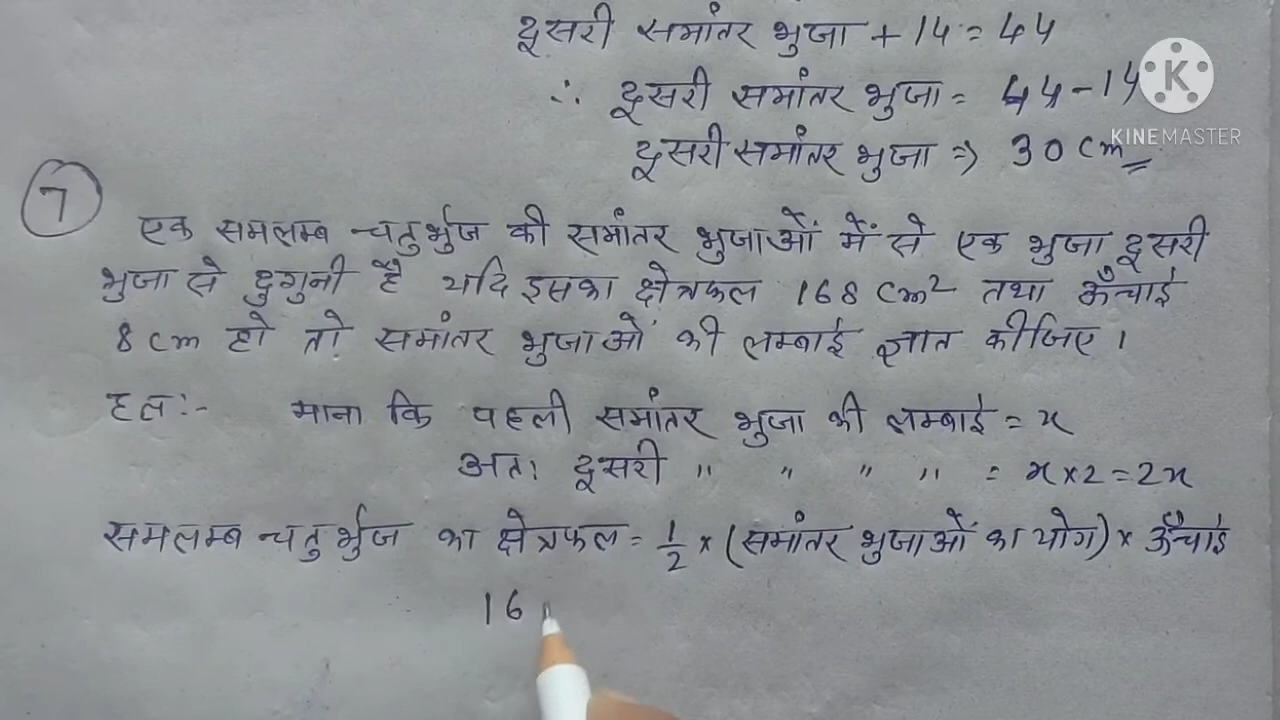 दूसरी समांतर भुजा + 14 = 44
∴ दूसरी समांतर भुजा = 44 - 14
दूसरी समांतर भुजा => 30 cm
K
KINEMASTER
7
एक समलम्ब चतुर्भुज की समांतर भुजाओं में से एक भुजा दूसरी
भुजा से दुगुनी है यदि इसका क्षेत्रफल 168 cm² तथा ऊँचाई
8 cm हो तो समांतर भुजाओं की लम्बाई ज्ञात कीजिए।
हल:- माना कि पहली समांतर भुजा की लम्बाई = x
अतः दूसरी " " " " = x × 2 = 2x
समलम्ब चतुर्भुज का क्षेत्रफल = 1/2 × (समांतर भुजाओं का योग) × ऊँचाई
16